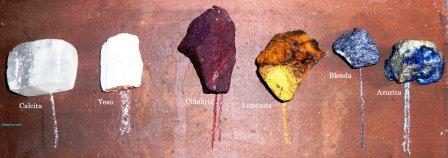 Calcita
Yeso
Cinabrio
Limonita
Blenda
Azurita